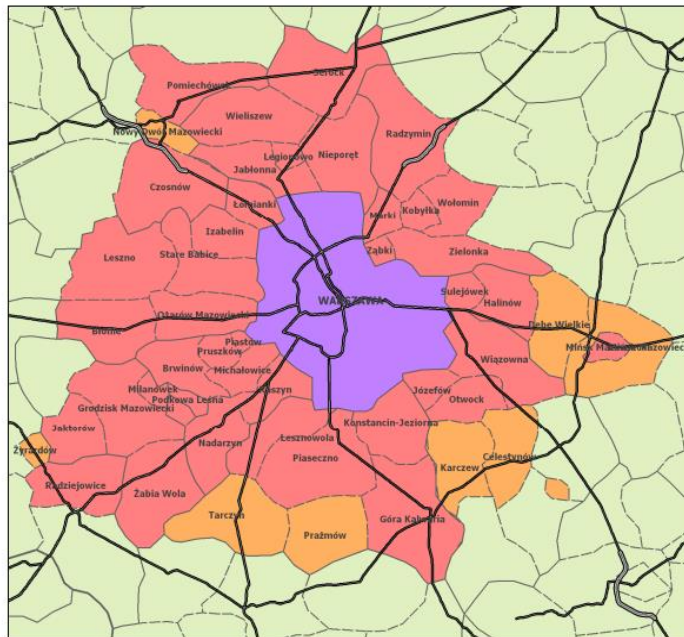 Serock
Pomiechówek
Wieliszew
Nowy Dwór Mazowiecki
Radzymin
Legionowo
Nieporęt
Jabłonna
Czosnów
Łomianki
Wołomin
Kobyłka
Marki
Izabelin
Leszno
Stare Babice
Ząbki
Zielonka
Sulejówek
Halinów
WARSZAWA
Ożarów Mazowiecki
Błonie
Dębe Wielkie
Mińsk Mazowiecki
Piastów
Pruszków
Brwinów
Michałowice
Wiązowna
Milanówek
Podkowa Leśna
Raszyn
Józefów
Otwock
Grodzisk Mazowiecki
Konstancin-Jeziorna
Jaktorów
Nadarzyn
Lesznowola
Piaseczno
Żyrardów
Karczew
Celestynów
Radziejowice
Żabia Wola
Tarczyn
Prażmów
Góra Kalwaria